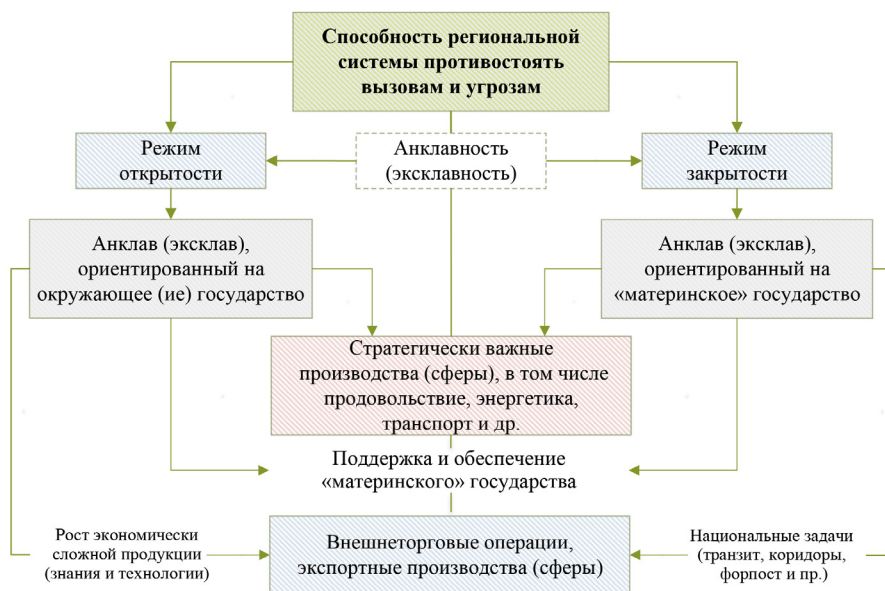 Способность региональной
системы противостоять
вызовам и угрозам
Режим
открытости
Анклавность
(эксклавность)
Режим
закрытости
Анклав (эксклав),
ориентированный на
окружающее (ие) государство
Анклав (эксклав),
ориентированный на
«материнское» государство
Стратегически важные
производства (сферы), в том числе
продовольствие, энергетика,
транспорт и др.
Поддержка и обеспечение
«материнского» государства
Рост экономически
сложной продукции
(знания и технологии)
Внешнеторговые операции,
экспортные производства (сферы)
Национальные задачи
(транзит, коридоры,
форпост и пр.)